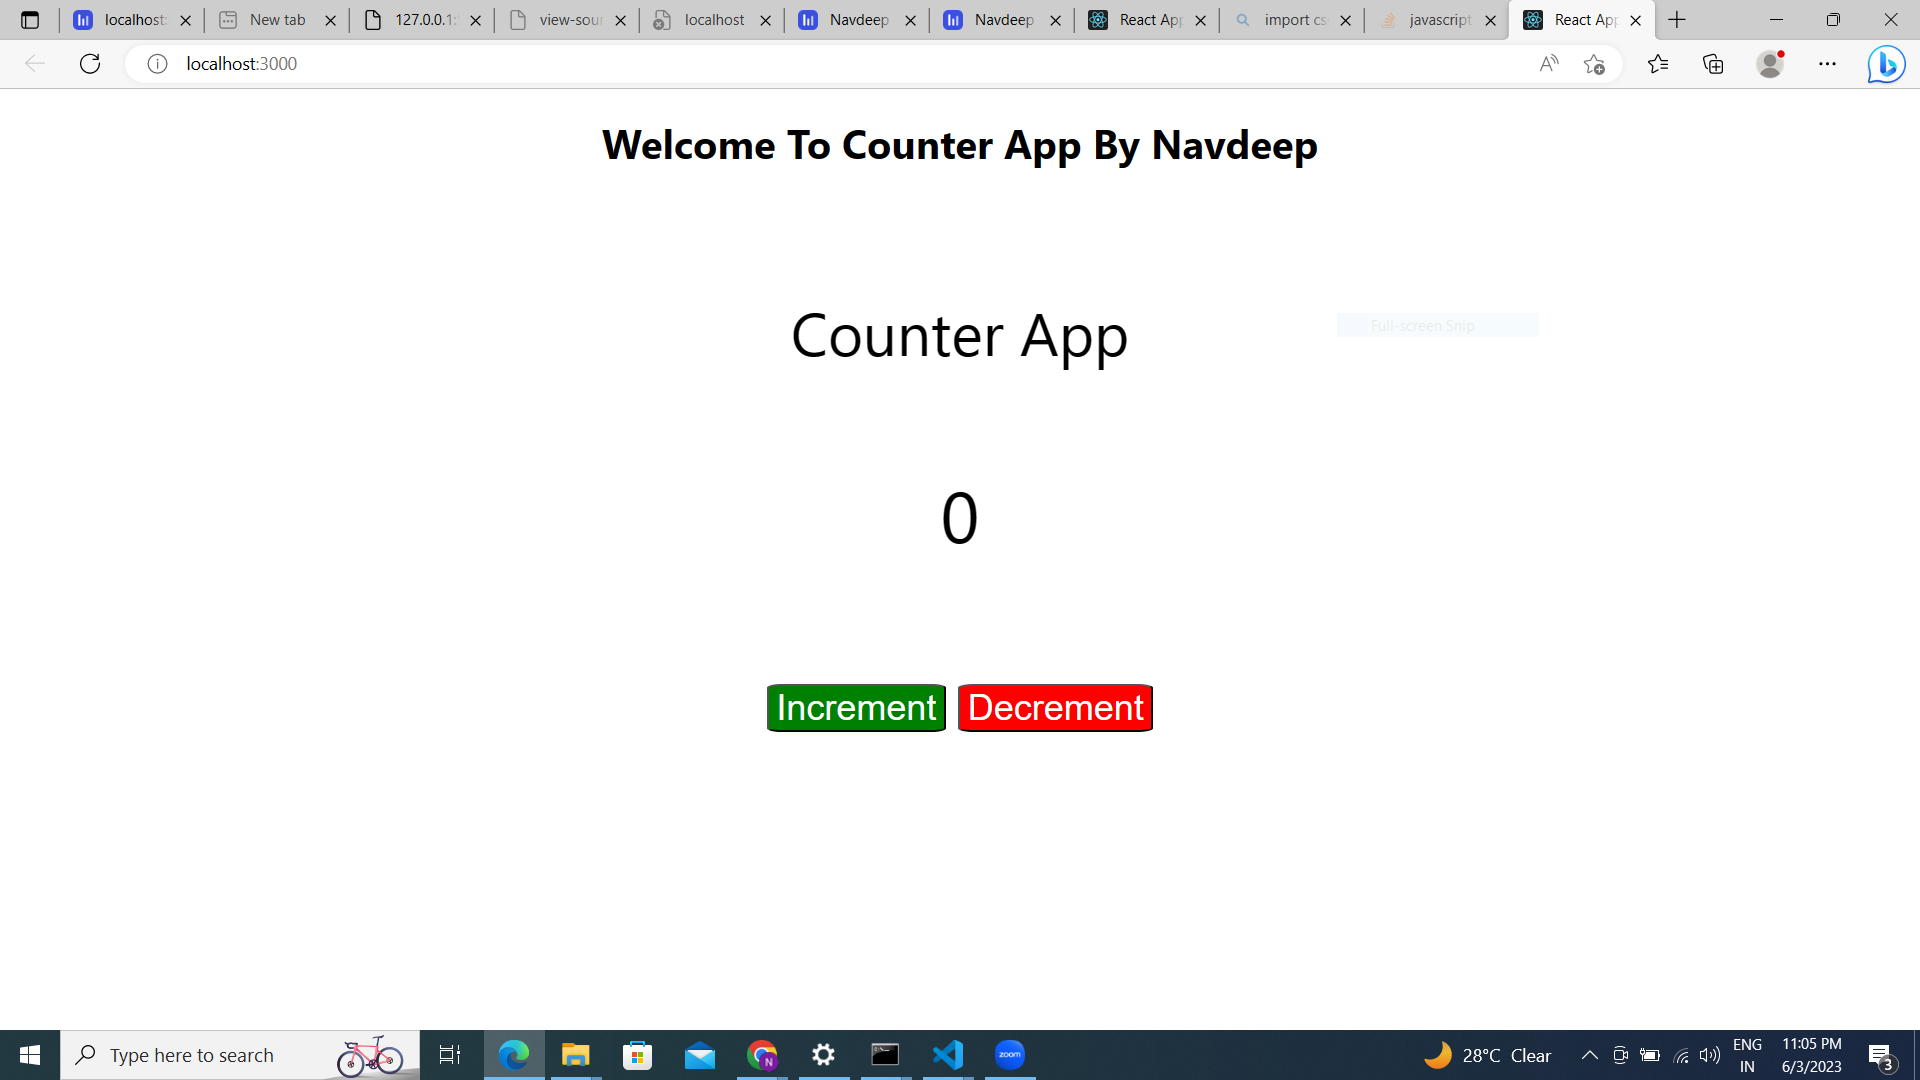 localhost:
New tab
127.0.0.1:
view-sour
localhost
Navdeep
Navdeep
React App
import cs
javascript
React App
localhost:3000
Welcome To Counter App By Navdeep
Counter App
Full-screen Snip
0
Increment Decrement
Type here to search
zoom
N
28°C Clear
ENG
IN
11:05 PM
6/3/2023
3